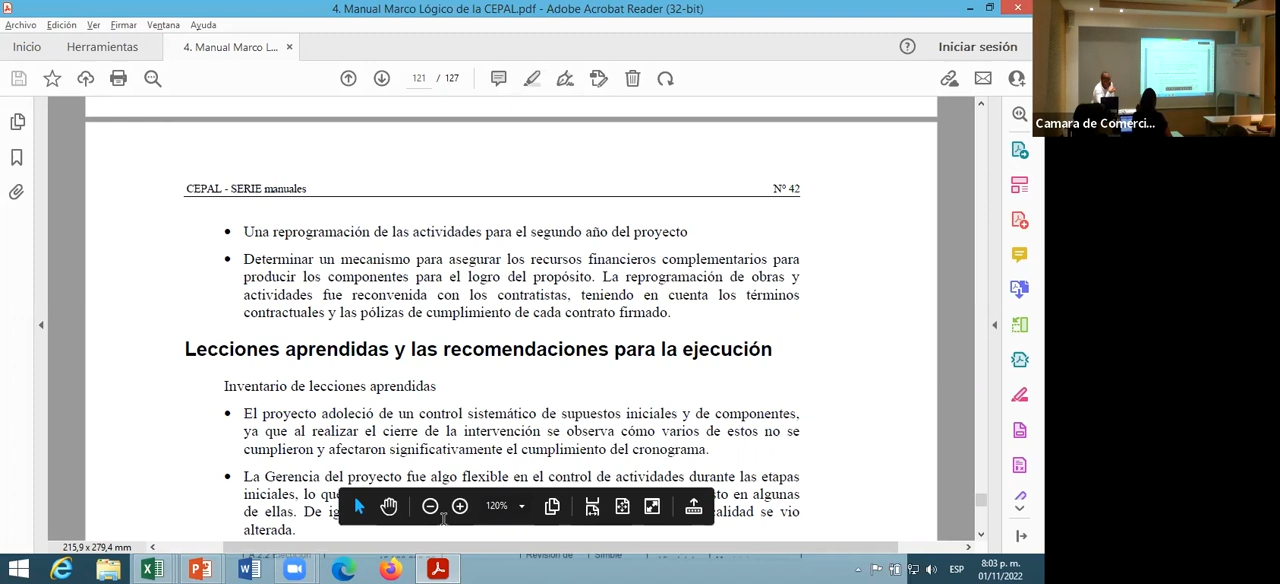 4. Manual Marco Lógico de la CEPAL.pdf - Adobe Acrobat Reader (32-bit)
Archivo Edición Ver Firmar Ventana Ayuda
Inicio Herramientas 4. Manual Marco L... × Iniciar sesión
121 / 127
Camara de Comerci...
CEPAL - SERIE manuales N° 42
• Una reprogramación de las actividades para el segundo año del proyecto
• Determinar un mecanismo para asegurar los recursos financieros complementarios para
producir los componentes para el logro del propósito. La reprogramación de obras y
actividades fue reconvenida con los contratistas, teniendo en cuenta los términos
contractuales y las pólizas de cumplimiento de cada contrato firmado.
Lecciones aprendidas y las recomendaciones para la ejecución
Inventario de lecciones aprendidas
• El proyecto adoleció de un control sistemático de supuestos iniciales y de componentes,
ya que al realizar el cierre de la intervención se observa cómo varios de estos no se
cumplieron y afectaron significativamente el cumplimiento del cronograma.
• La Gerencia del proyecto fue algo flexible en el control de actividades durante las etapas
iniciales, lo en algunas
de ellas. De se vio
alterada.
120%
215,9 x 279,4 mm
ESP
8:03 p. m.
01/11/2022